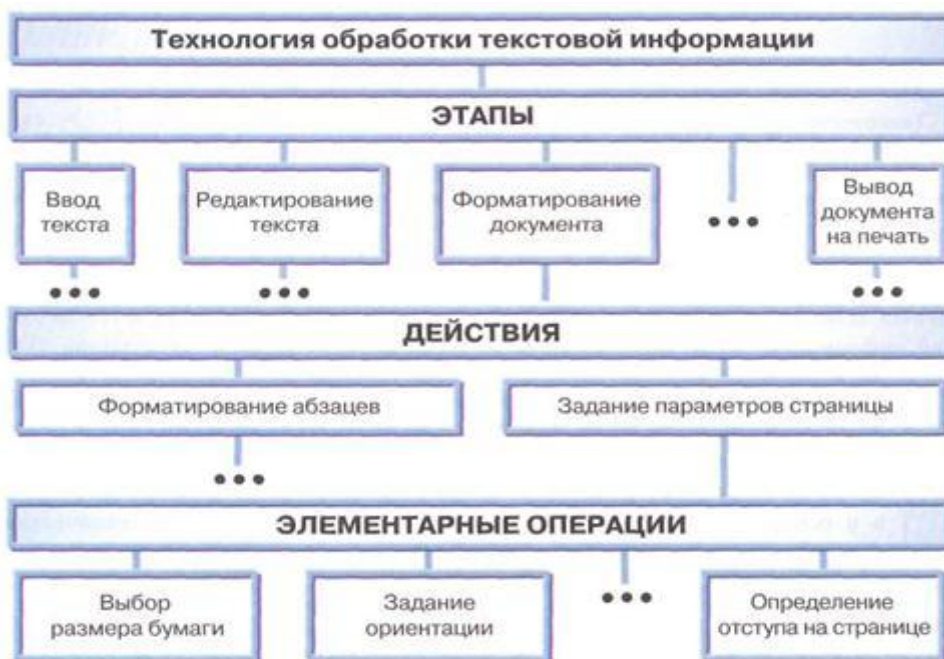 Технология обработки текстовой информации
ЭТАПЫ
Ввод
текста
Редактирование
текста
Форматирование
документа
•••
Вывод
документа
на печать
•••
•••
•••
ДЕЙСТВИЯ
Форматирование абзацев
Задание параметров страницы
•••
ЭЛЕМЕНТАРНЫЕ ОПЕРАЦИИ
Выбор
размера бумаги
Задание
ориентации
•••
Определение
отступа на странице